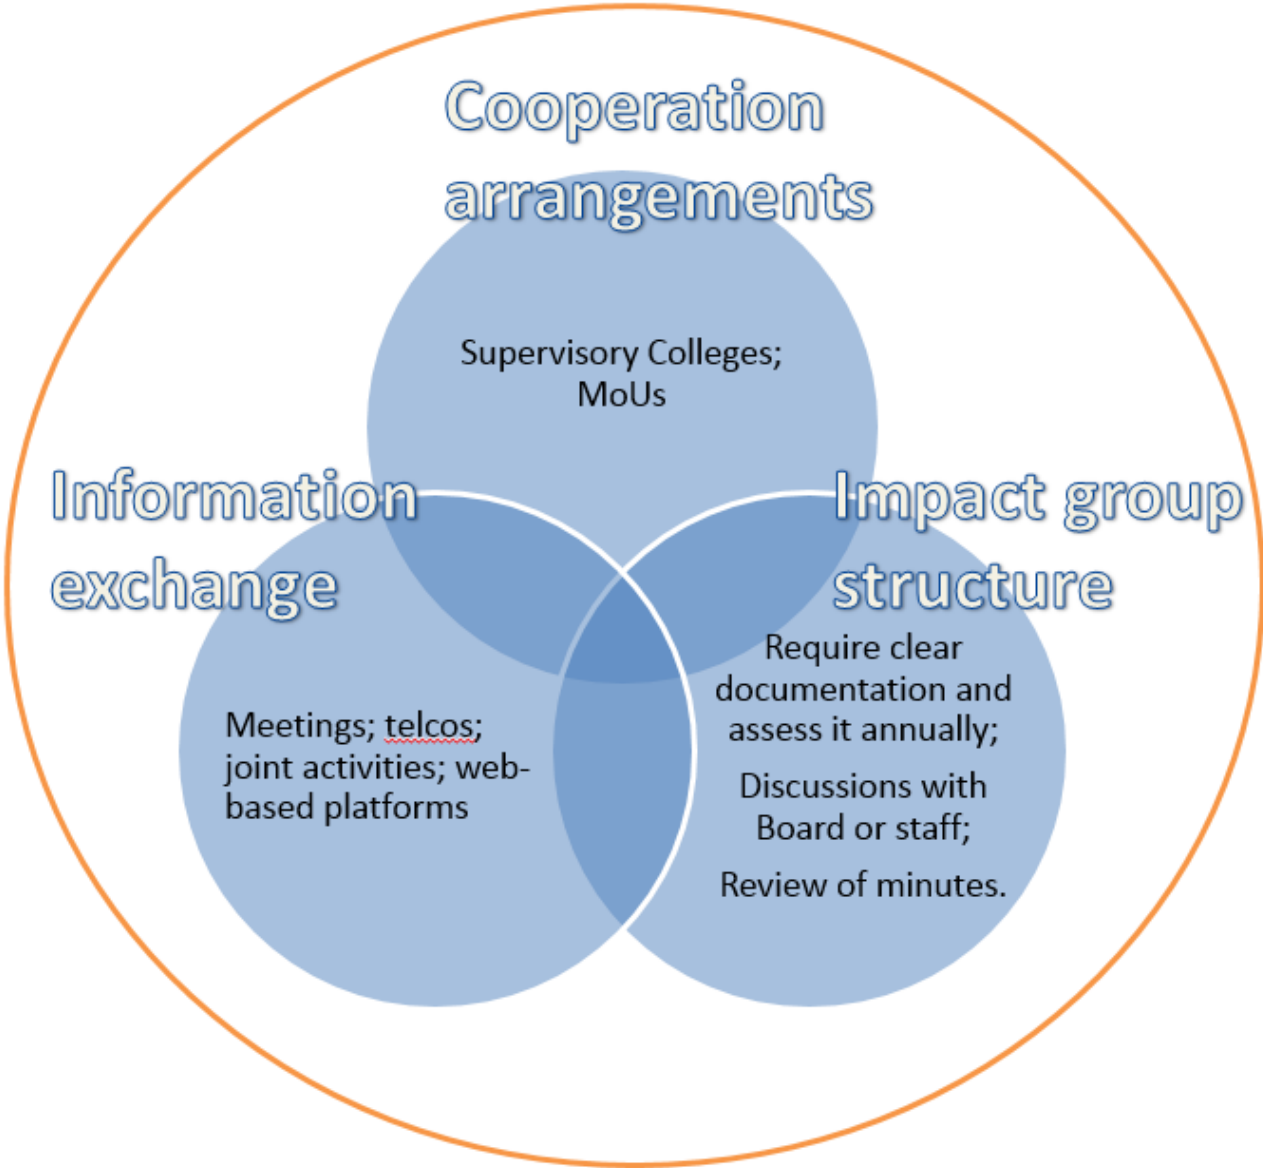 Cooperation
arrangements
Supervisory Colleges;
MoUs
Information
exchange
Meetings; telcos;
joint activities; web-
based platforms
Impact group
structure
Require clear
documentation and
assess it annually;
Discussions with
Board or staff;
Review of minutes.